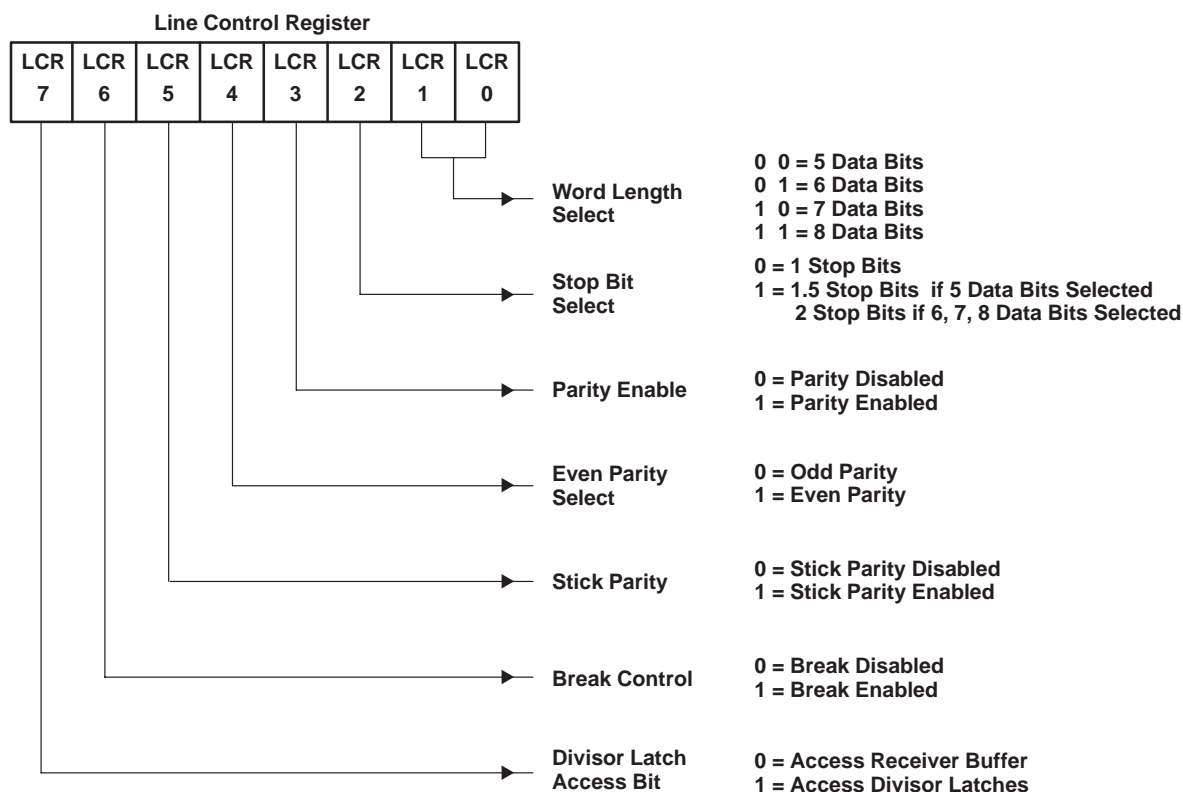 Line Control Register
LCR LCR LCR LCR LCR LCR LCR LCR
7 6 5 4 3 2 1 0
Word Length
Select
0 0 = 5 Data Bits
0 1 = 6 Data Bits
1 0 = 7 Data Bits
1 1 = 8 Data Bits
Stop Bit
Select
0 = 1 Stop Bits
1 = 1.5 Stop Bits if 5 Data Bits Selected
2 Stop Bits if 6, 7, 8 Data Bits Selected
Parity Enable
0 = Parity Disabled
1 = Parity Enabled
Even Parity
Select
0 = Odd Parity
1 = Even Parity
Stick Parity
0 = Stick Parity Disabled
1 = Stick Parity Enabled
Break Control
0 = Break Disabled
1 = Break Enabled
Divisor Latch
Access Bit
0 = Access Receiver Buffer
1 = Access Divisor Latches